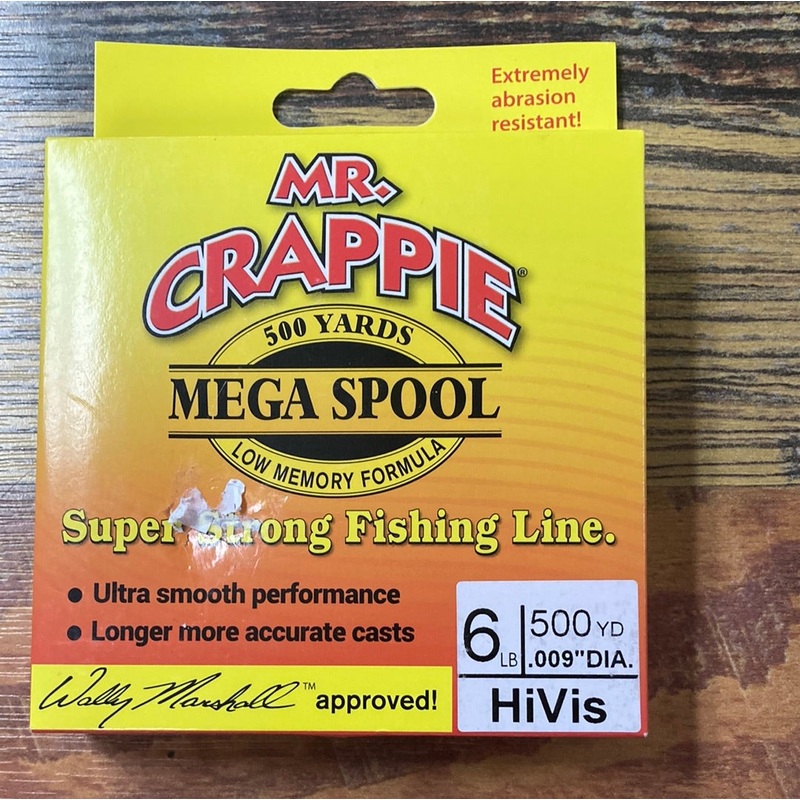 Extremely
abrasion
resistant!
MR.
CRAPPIE®
500 YARDS
MEGA SPOOL
LOW MEMORY FORMULA
Super Strong Fishing Line.
• Ultra smooth performance
• Longer more accurate casts
Wally Marshall™ approved!
6 LB
500 YD
.009"DIA.
HiVis